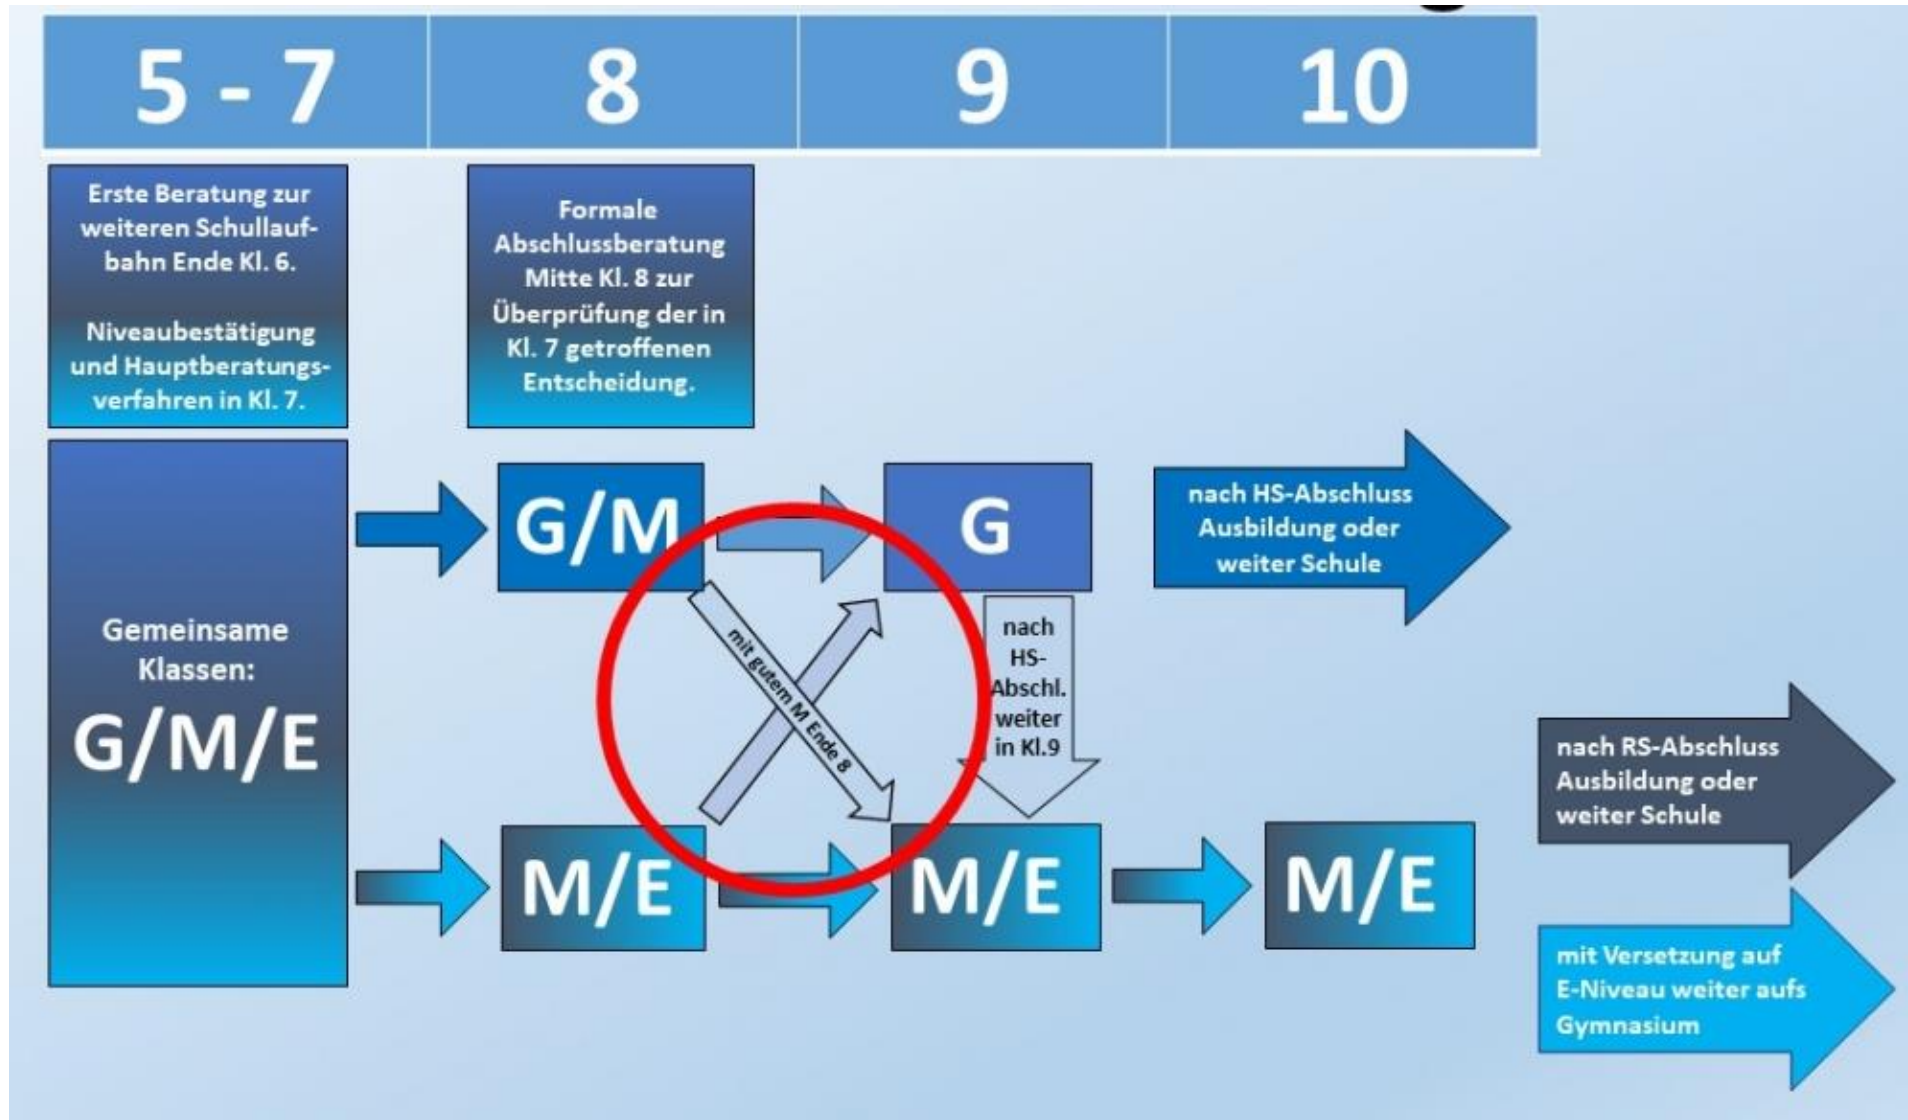 5 - 7
8
9
10
Erste Beratung zur
weiteren Schullauf-
bahn Ende Kl. 6.
Niveaubestätigung
und Hauptberatungs-
verfahren in Kl. 7.
Formale
Abschlussberatung
Mitte Kl. 8 zur
Überprüfung der in
Kl. 7 getroffenen
Entscheidung.
Gemeinsame
Klassen:
G/M/E
G/M
G
nach HS-Abschluss
Ausbildung oder
weiter Schule
mit gutem M Ende 8
nach
HS-
Abschl.
weiter
in Kl.9
M/E
M/E
M/E
nach RS-Abschluss
Ausbildung oder
weiter Schule
mit Versetzung auf
E-Niveau weiter aufs
Gymnasium